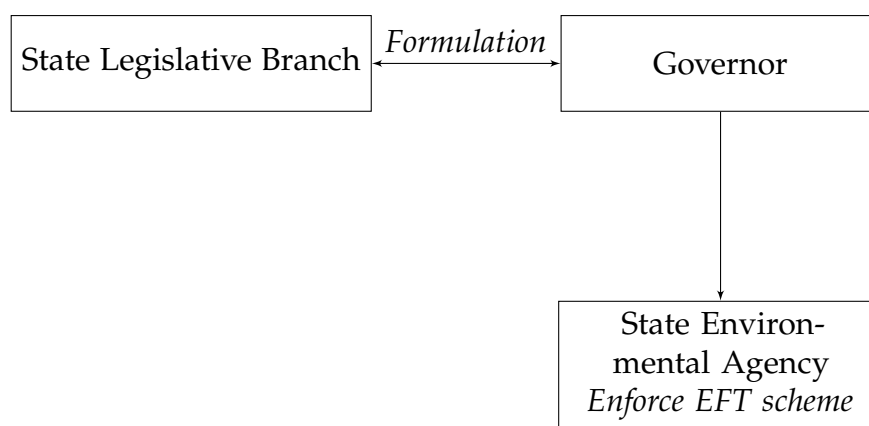 State Legislative Branch
Formulation
Governor
State Environ-
mental Agency
Enforce EFT scheme